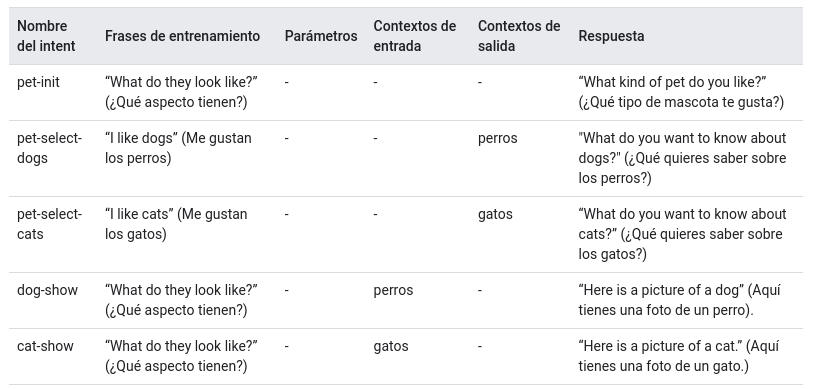 Nombre del intent | Frases de entrenamiento | Parámetros | Contextos de entrada | Contextos de salida | Respuesta
pet-init | “What do they look like?” (¿Qué aspecto tienen?) | - | - | - | “What kind of pet do you like?” (¿Qué tipo de mascota te gusta?)
pet-select-dogs | “I like dogs” (Me gustan los perros) | - | - | perros | "What do you want to know about dogs?" (¿Qué quieres saber sobre los perros?)
pet-select-cats | “I like cats” (Me gustan los gatos) | - | - | gatos | “What do you want to know about cats?” (¿Qué quieres saber sobre los gatos?)
dog-show | “What do they look like?” (¿Qué aspecto tienen?) | - | perros | - | “Here is a picture of a dog” (Aquí tienes una foto de un perro).
cat-show | “What do they look like?” (¿Qué aspecto tienen?) | - | gatos | - | “Here is a picture of a cat.” (Aquí tienes una foto de un gato.)